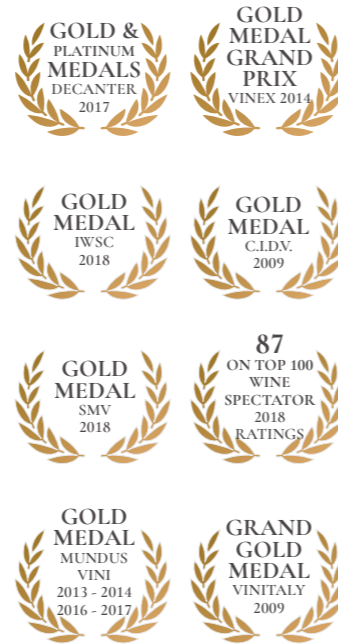 GOLD &
PLATINUM
MEDALS
DECANTER
2017
GOLD
MEDAL
GRAND
PRIX
VINEX 2014
GOLD
MEDAL
IWSC
2018
GOLD
MEDAL
C.I.D.V.
2009
GOLD
MEDAL
SMV
2018
87
ON TOP 100
WINE
SPECTATOR
2018
RATINGS
GOLD
MEDAL
MUNDUS
VINI
2013 - 2014
2016 - 2017
GRAND
GOLD
MEDAL
VINITALY
2009